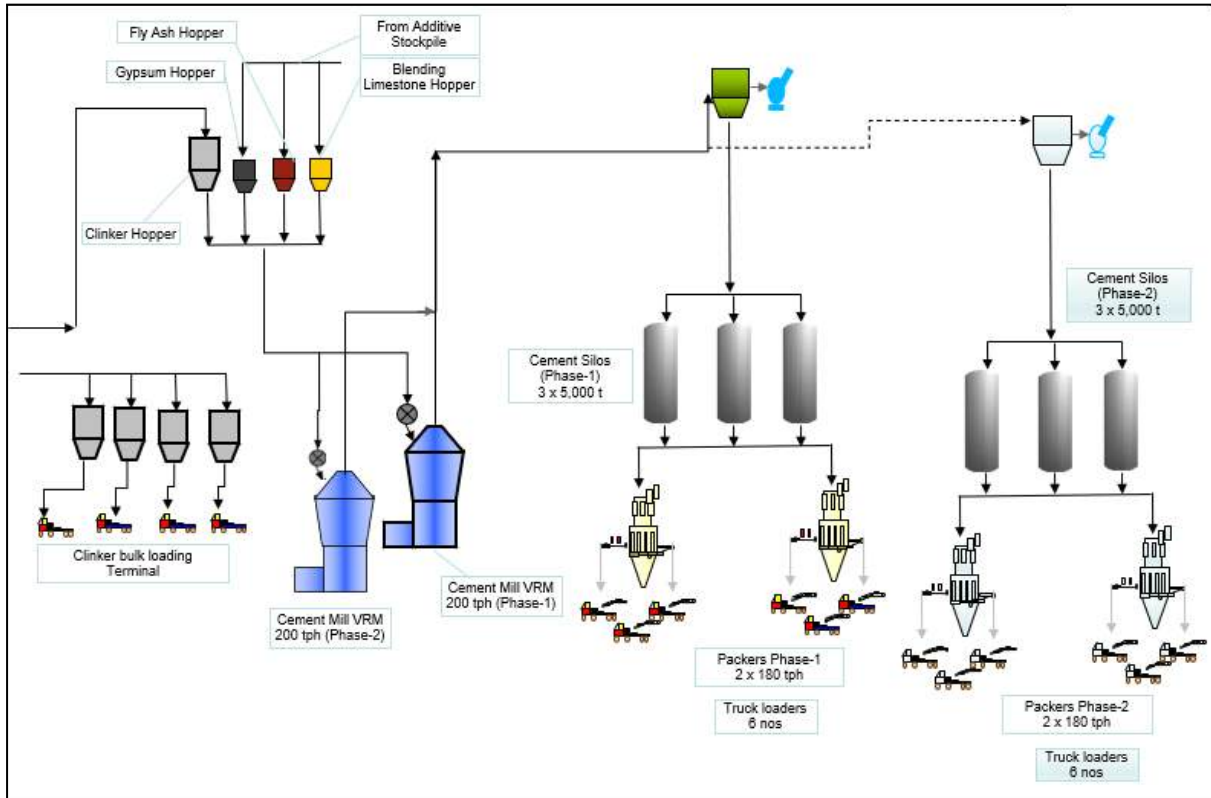 Fly Ash Hopper
From Additive
Stockpile
Gypsum Hopper
Blending
Limestone Hopper
Clinker Hopper
Cement Silos
(Phase-2)
3 x 5,000 t
Cement Silos
(Phase-1)
3 x 5,000 t
Clinker bulk loading
Terminal
Cement Mill VRM
200 tph (Phase-1)
Cement Mill VRM
200 tph (Phase-2)
Packers Phase-1
2 x 180 tph
Truck loaders
6 nos
Packers Phase-2
2 x 180 tph
Truck loaders
6 nos